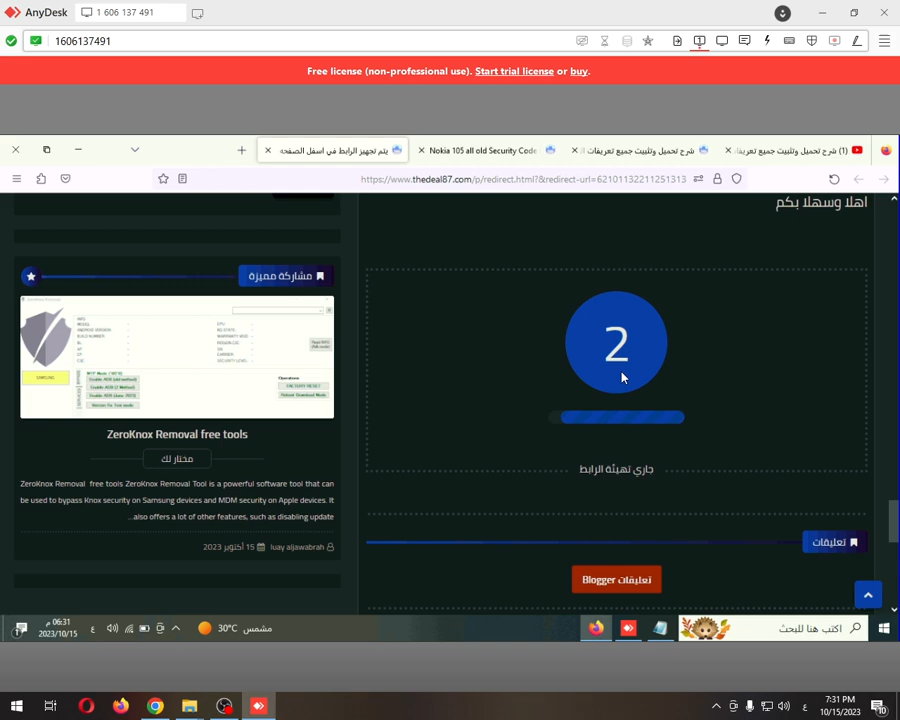 AnyDesk
1 606 137 491
1606137491
Free license (non-professional use). Start trial license or buy.
يتم تجهيز الرابط في اسفل الصفحه
Nokia 105 all old Security Code
شرح تحميل وتثبيت جميع تعريفات ا
(1) شرح تحميل وتثبيت جميع تعريفات
https://www.thedeal87.com/p/redirect.html?&redirect-url=62101132211251313
اهلا وسهلا بكم
مشاركة مميزة
ZeroKnox Removal
SAMSUNG
ZeroKnox Removal free tools
مختار لك
ZeroKnox Removal free tools ZeroKnox Removal Tool is a powerful software tool that can
be used to bypass Knox security on Samsung devices and MDM security on Apple devices. It
also offers a lot of other features, such as disabling update...
luay aljawabrah
15 أكتوبر 2023
2
جاري تهيئة الرابط
تعليقات
تعليقات Blogger
06:31 م
2023/10/15
ع
30°C مشمس
اكتب هنا للبحث
7:31 PM
10/15/2023
ع
10